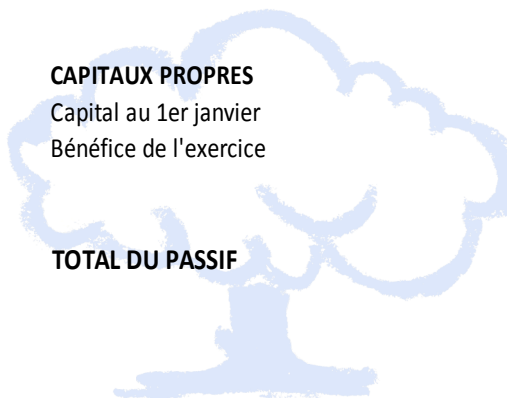 CAPITAUX PROPRES
Capital au 1er janvier
Bénéfice de l'exercice
TOTAL DU PASSIF